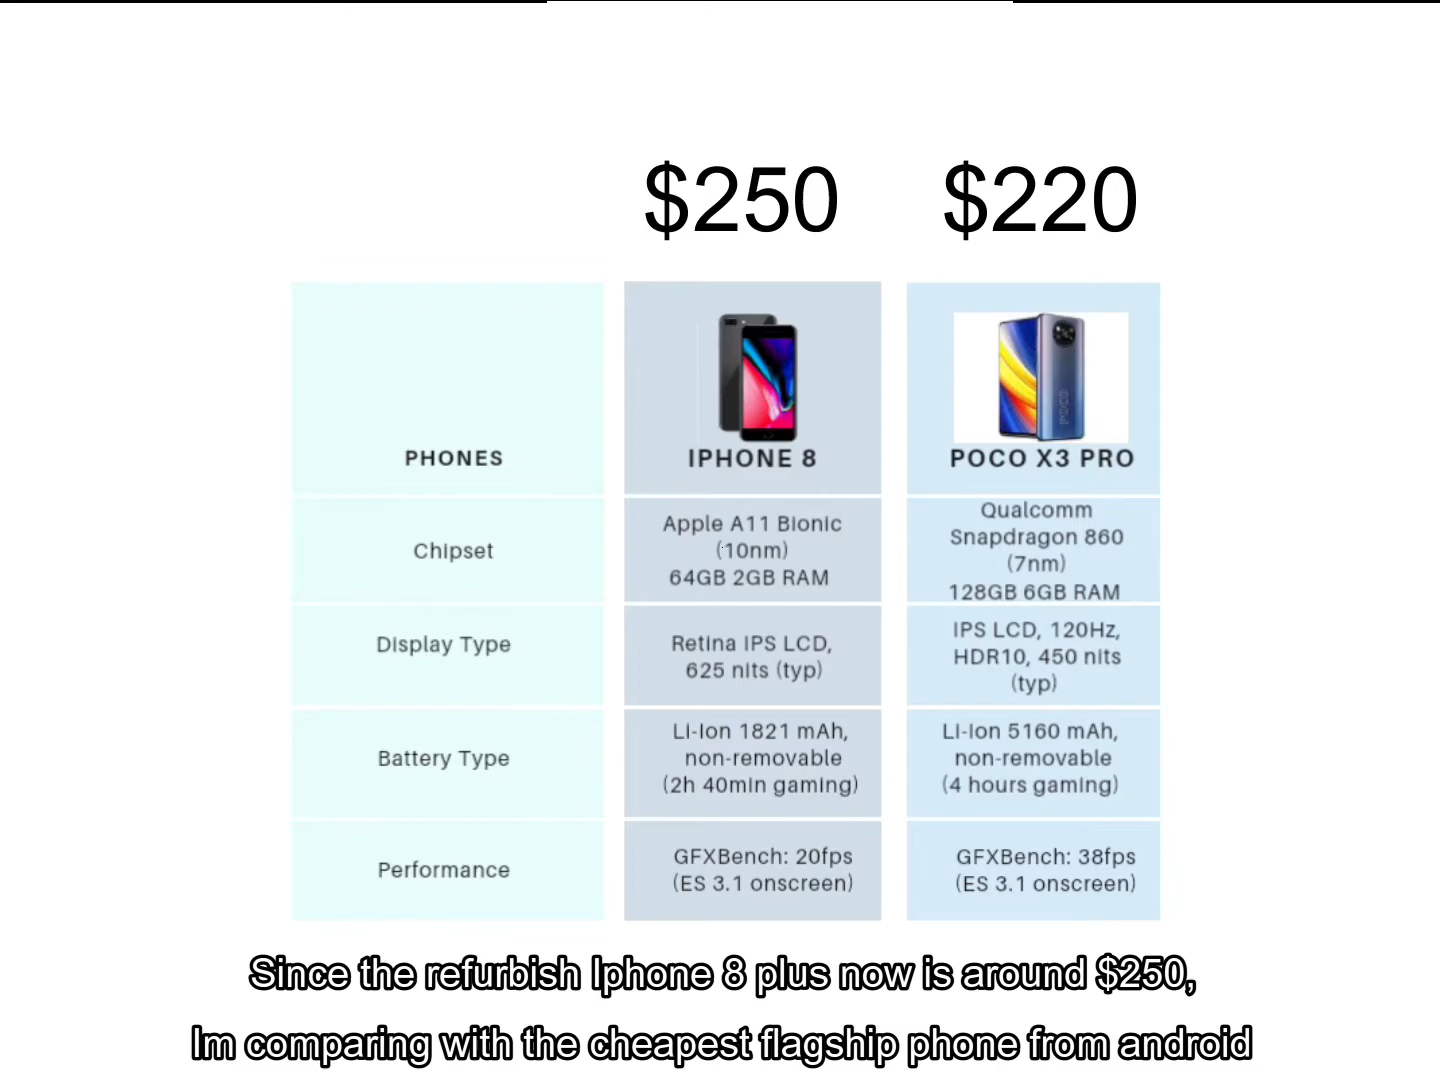 $250 $220
PHONES IPHONE 8 POCO X3 PRO
Chipset
Apple A11 Bionic
(10nm)
64GB 2GB RAM
Qualcomm
Snapdragon 860
(7nm)
128GB 6GB RAM
Display Type
Retina IPS LCD,
625 nits (typ)
IPS LCD, 120Hz,
HDR10, 450 nits
(typ)
Battery Type
Li-Ion 1821 mAh,
non-removable
(2h 40min gaming)
Li-Ion 5160 mAh,
non-removable
(4 hours gaming)
Performance
GFXBench: 20fps
(ES 3.1 onscreen)
GFXBench: 38fps
(ES 3.1 onscreen)
Since the refurbish Iphone 8 plus now is around $250,
Im comparing with the cheapest flagship phone from android